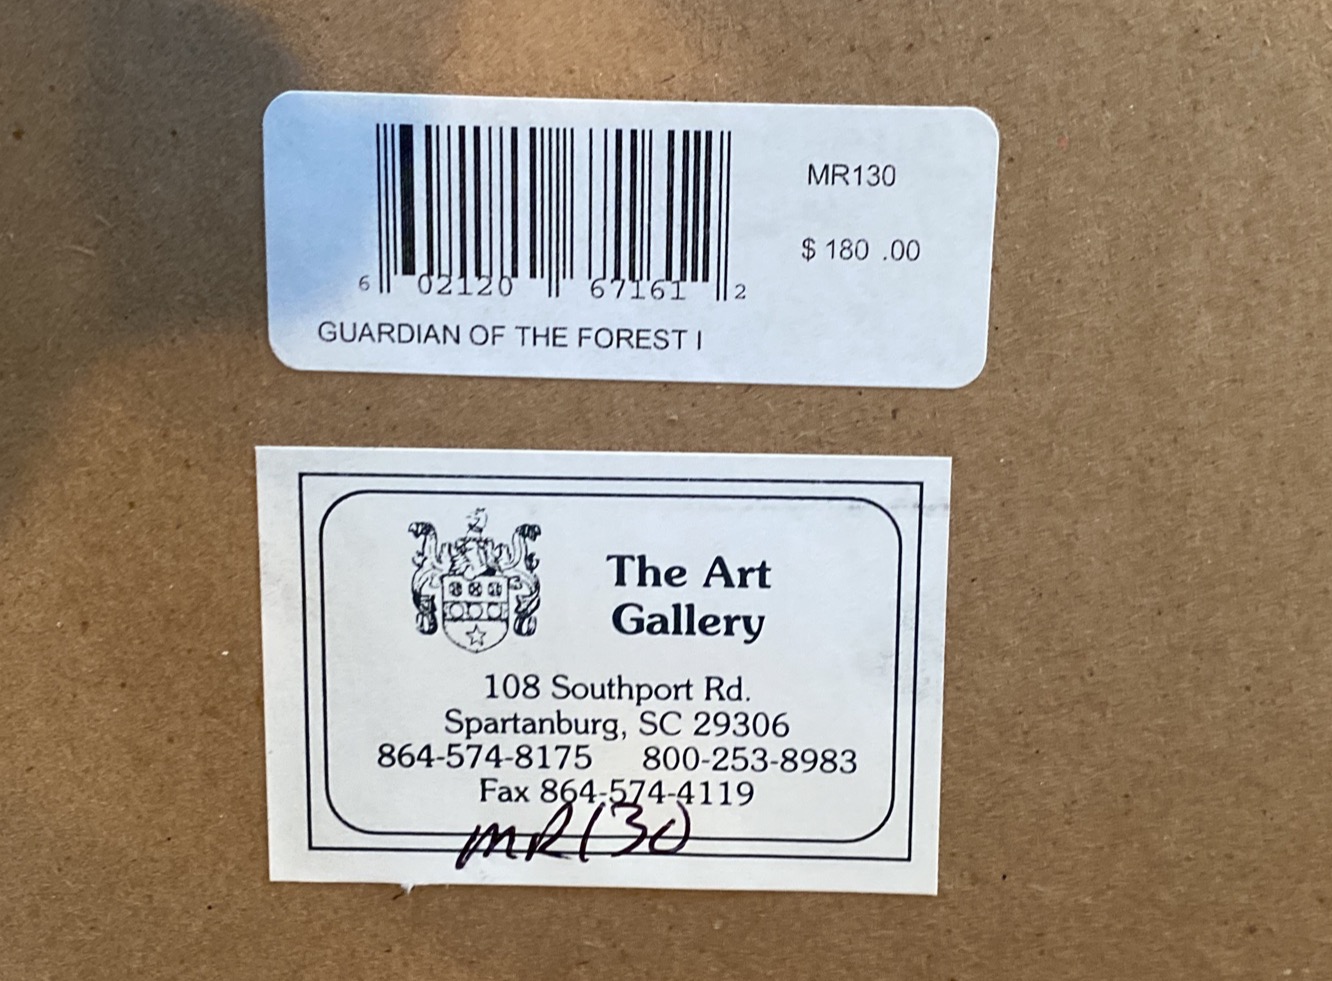 MR130
$ 180 .00
6 02120 67161 2
GUARDIAN OF THE FOREST I
The Art
Gallery
108 Southport Rd.
Spartanburg, SC 29306
864-574-8175 800-253-8983
Fax 864-574-4119
MR130